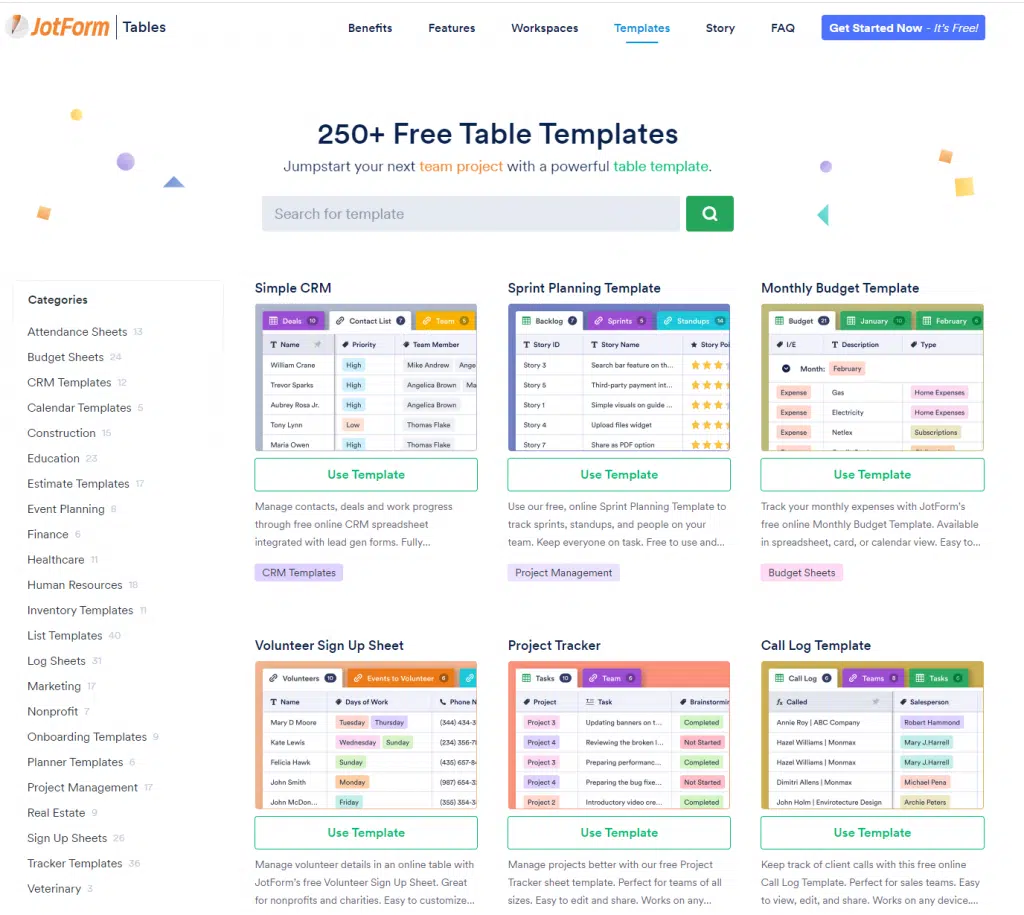 JotForm Tables
Benefits Features Workspaces Templates Story FAQ Get Started Now - It's Free!
250+ Free Table Templates
Jumpstart your next team project with a powerful table template.
Search for template
Categories
Attendance Sheets 13
Budget Sheets 24
CRM Templates 12
Calendar Templates 5
Construction 15
Education 23
Estimate Templates 17
Event Planning 8
Finance 6
Healthcare 11
Human Resources 18
Inventory Templates 11
List Templates 40
Log Sheets 31
Marketing 17
Nonprofit 7
Onboarding Templates 9
Planner Templates 6
Project Management 17
Real Estate 9
Sign Up Sheets 26
Tracker Templates 36
Veterinary 3
Simple CRM
Deals 10 Contact List 7 Team 5
Name Priority Team Member
William Crane High Mike Andrew Ange
Trevor Sparks High Angelica Brown Ma
Aubrey Rosa Jr. High Angelica Brown
Tony Lynn Low Thomas Flake
Maria Owen High Thomas Flake
Use Template
Manage contacts, deals and work progress
through free online CRM spreadsheet
integrated with lead gen forms. Fully...
CRM Templates
Sprint Planning Template
Backlog 7 Sprints 5 Standups 14
Story ID Story Name Story Poi
Story 3 Search bar feature on th...
Story 5 Third-party payment int...
Story 1 Simple visuals on guide ...
Story 4 Upload files widget
Story 7 Share as PDF option
Use Template
Use our free, online Sprint Planning Template to
track sprints, standups, and people on your
team. Keep everyone on task. Free to use and...
Project Management
Monthly Budget Template
Budget 21 January 10 February
I/E Description Type
Month: February
Expense Gas Home Expenses
Expense Electricity Home Expenses
Expense Netlex Subscriptions
Use Template
Track your monthly expenses with JotForm's
free online Monthly Budget Template. Available
in spreadsheet, card, or calendar view. Easy to...
Budget Sheets
Volunteer Sign Up Sheet
Volunteers 10 Events to Volunteer 6
Name Days of Work Phone N
Mary D Moore Tuesday Thursday (344) 434-3
Kate Lewis Wednesday Sunday (234) 356-7
Felicia Hawk Sunday (435) 657-8
John Smith Monday (987) 654-3
John McDon... Friday (355) 354-3
Use Template
Manage volunteer details in an online table with
JotForm's free Volunteer Sign Up Sheet. Great
for nonprofits and charities. Easy to customize...
Project Tracker
Tasks 10 Team 6
Project Task Brainstormin
Project 3 Updating banners on t... Completed
Project 4 Reviewing the broken l... Not Started
Project 3 Preparing performanc... Completed
Project 4 Preparing the bug fixe... Not Started
Project 2 Introductory video cre... Completed
Use Template
Manage projects better with our free Project
Tracker sheet template. Perfect for teams of all
sizes. Easy to edit and share. Works on any...
Call Log Template
Call Log 6 Teams 8 Tasks
Called Salesperson
Annie Roy | ABC Company Robert Hammond
Hazel Williams | Monmax Mary J.Harrell
Hazel Williams | Monmax Mary J.Harrell
Dimitri Allens | Monmax Michael Pena
John Holm | Envirotecture Design Archie Peters
Use Template
Keep track of client calls with this free online
Call Log Template. Perfect for sales teams. Easy
to view, edit, and share. Works on any device....